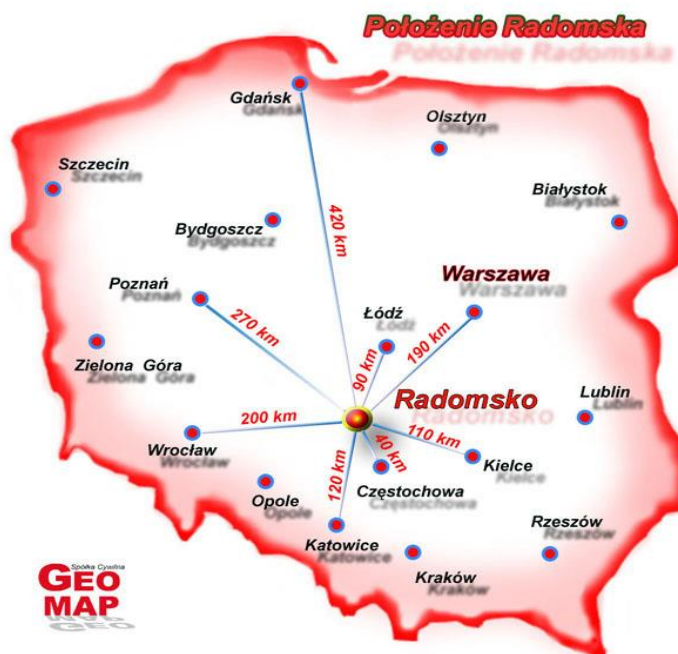 Położenie Radomska
Gdańsk
Olsztyn
Szczecin
Białystok
Bydgoszcz
420 km
Warszawa
Poznań
Łódź
270 km
190 km
90 km
Zielona Góra
Radomsko
Lublin
200 km
110 km
40 km
Wrocław
Kielce
120 km
Częstochowa
Opole
Katowice
Rzeszów
Kraków
Spółka Cywilna
GEO
MAP